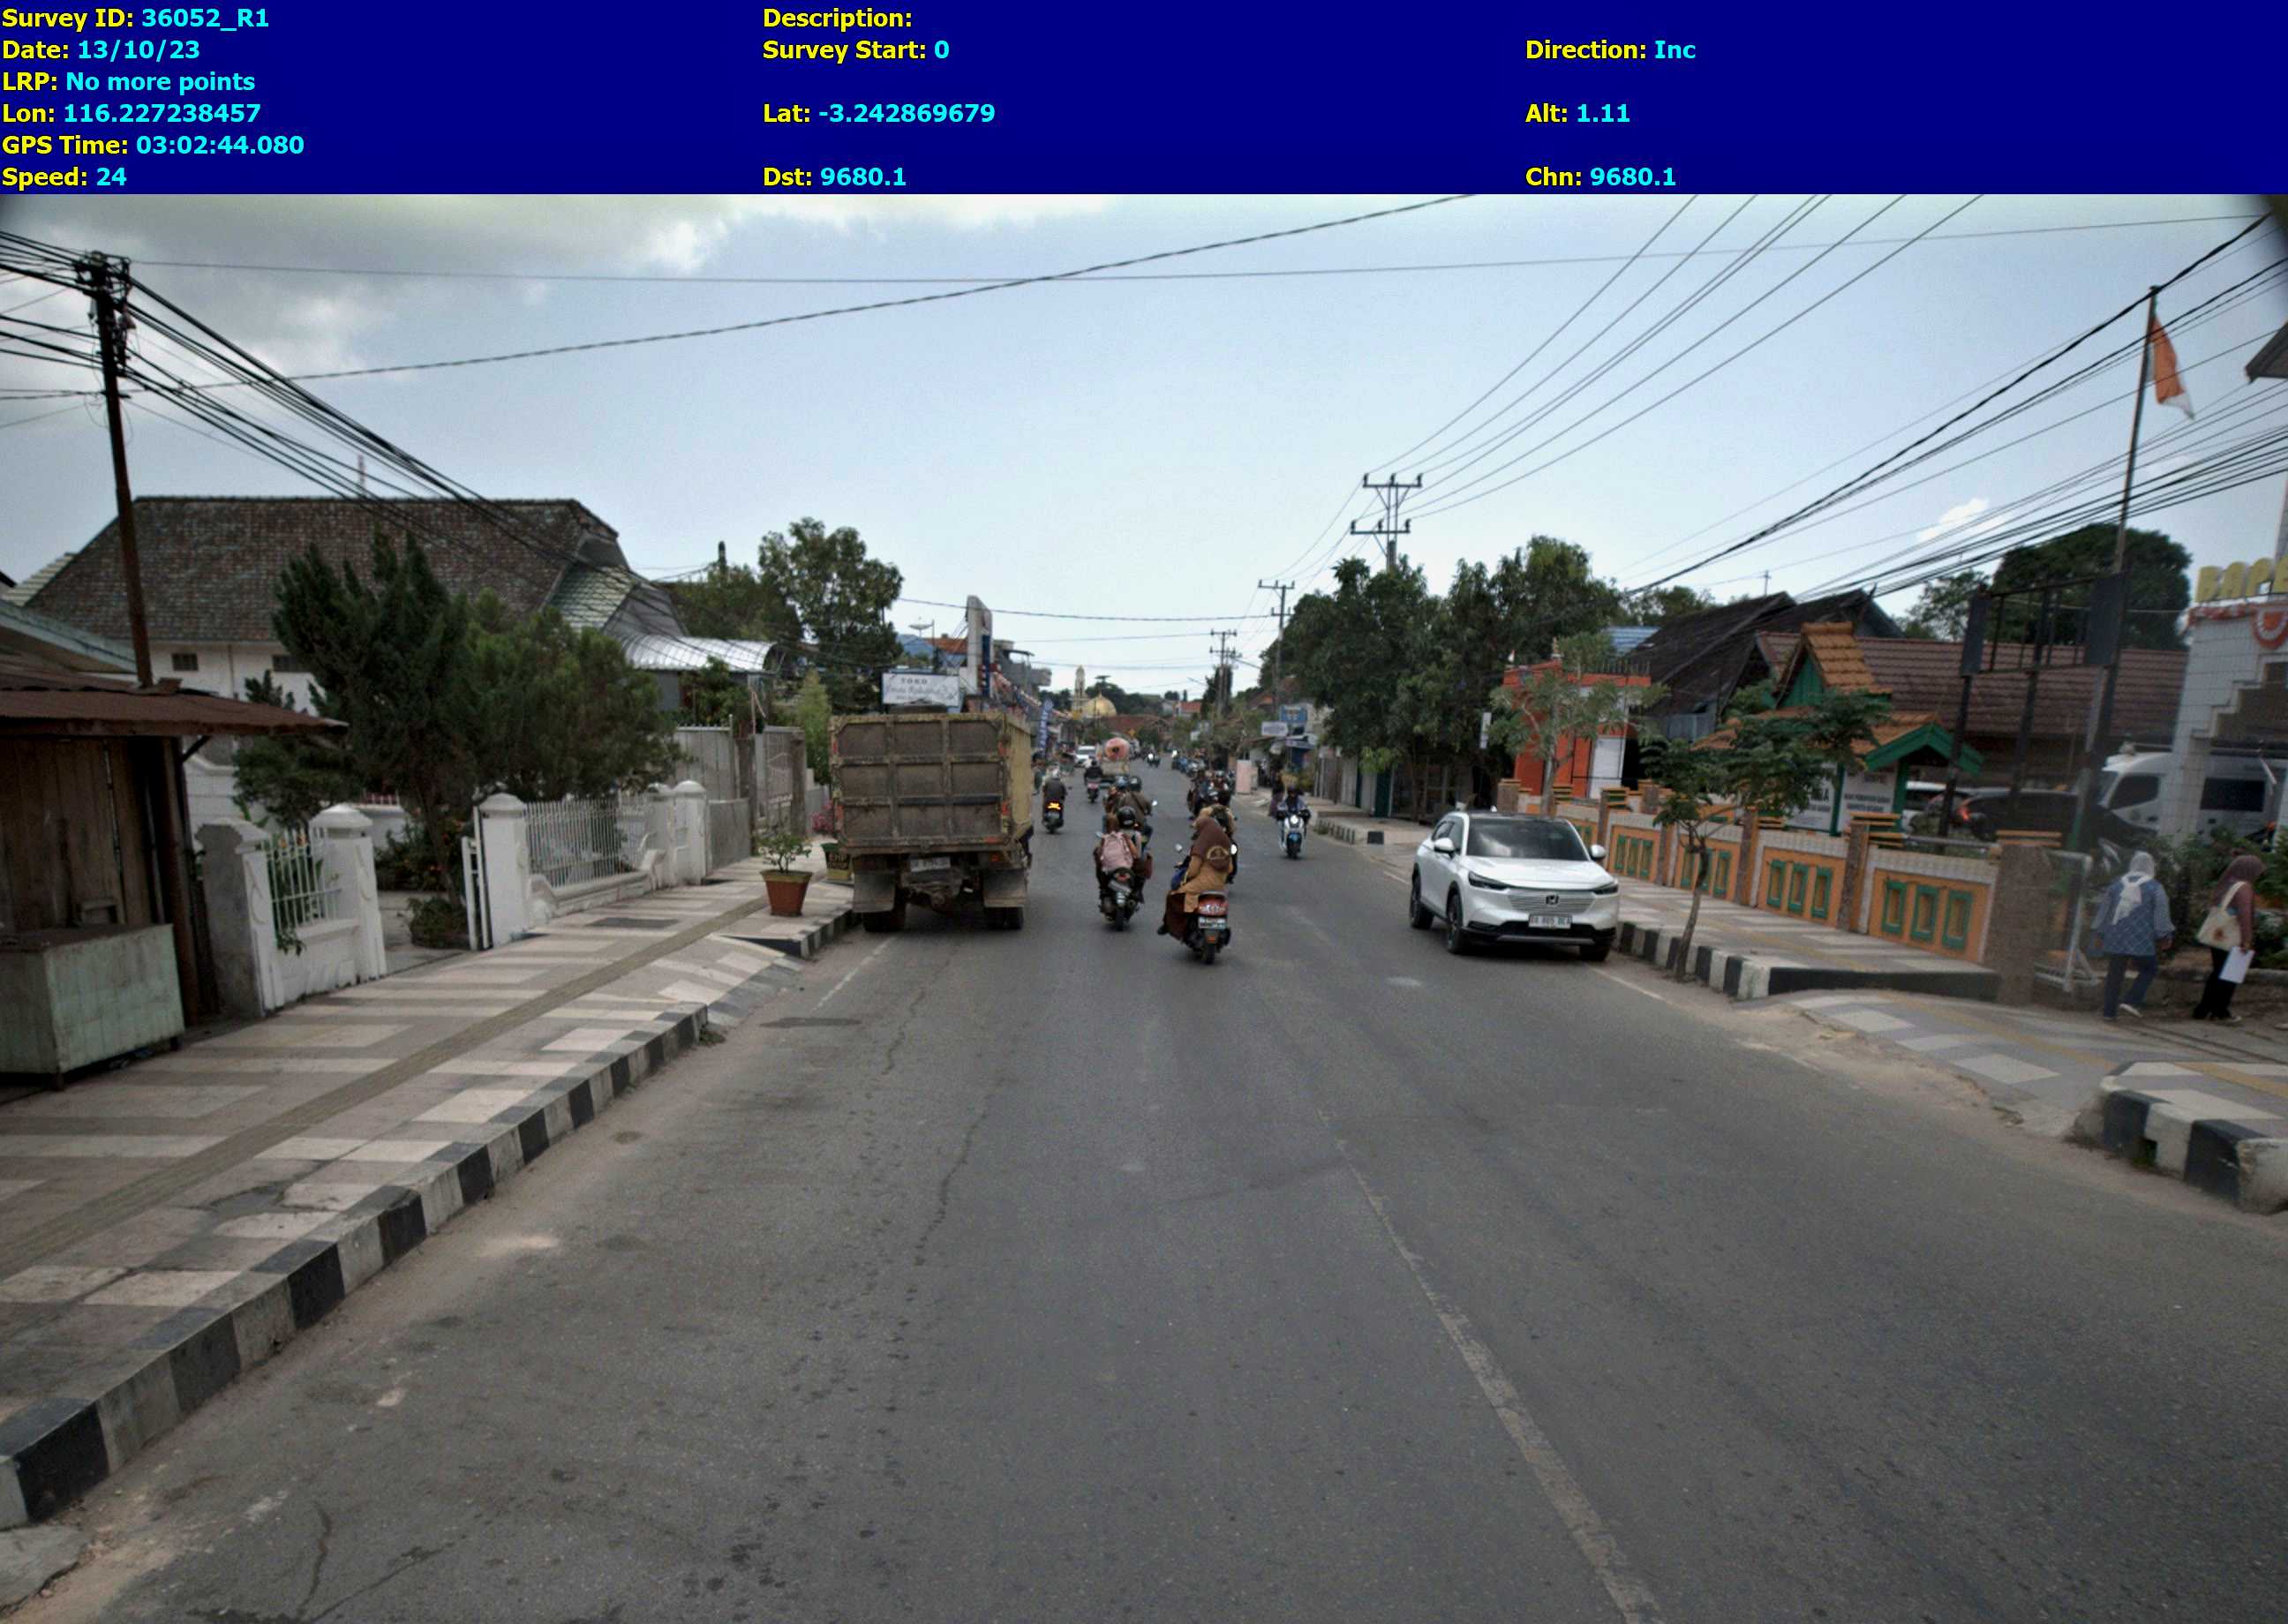 Survey ID: 36052_R1
Description:
Date: 13/10/23
Survey Start: 0
Direction: Inc
LRP: No more points
Lon: 116.227238457
Lat: -3.242869679
Alt: 1.11
GPS Time: 03:02:44.080
Speed: 24
Dst: 9680.1
Chn: 9680.1
TOKO